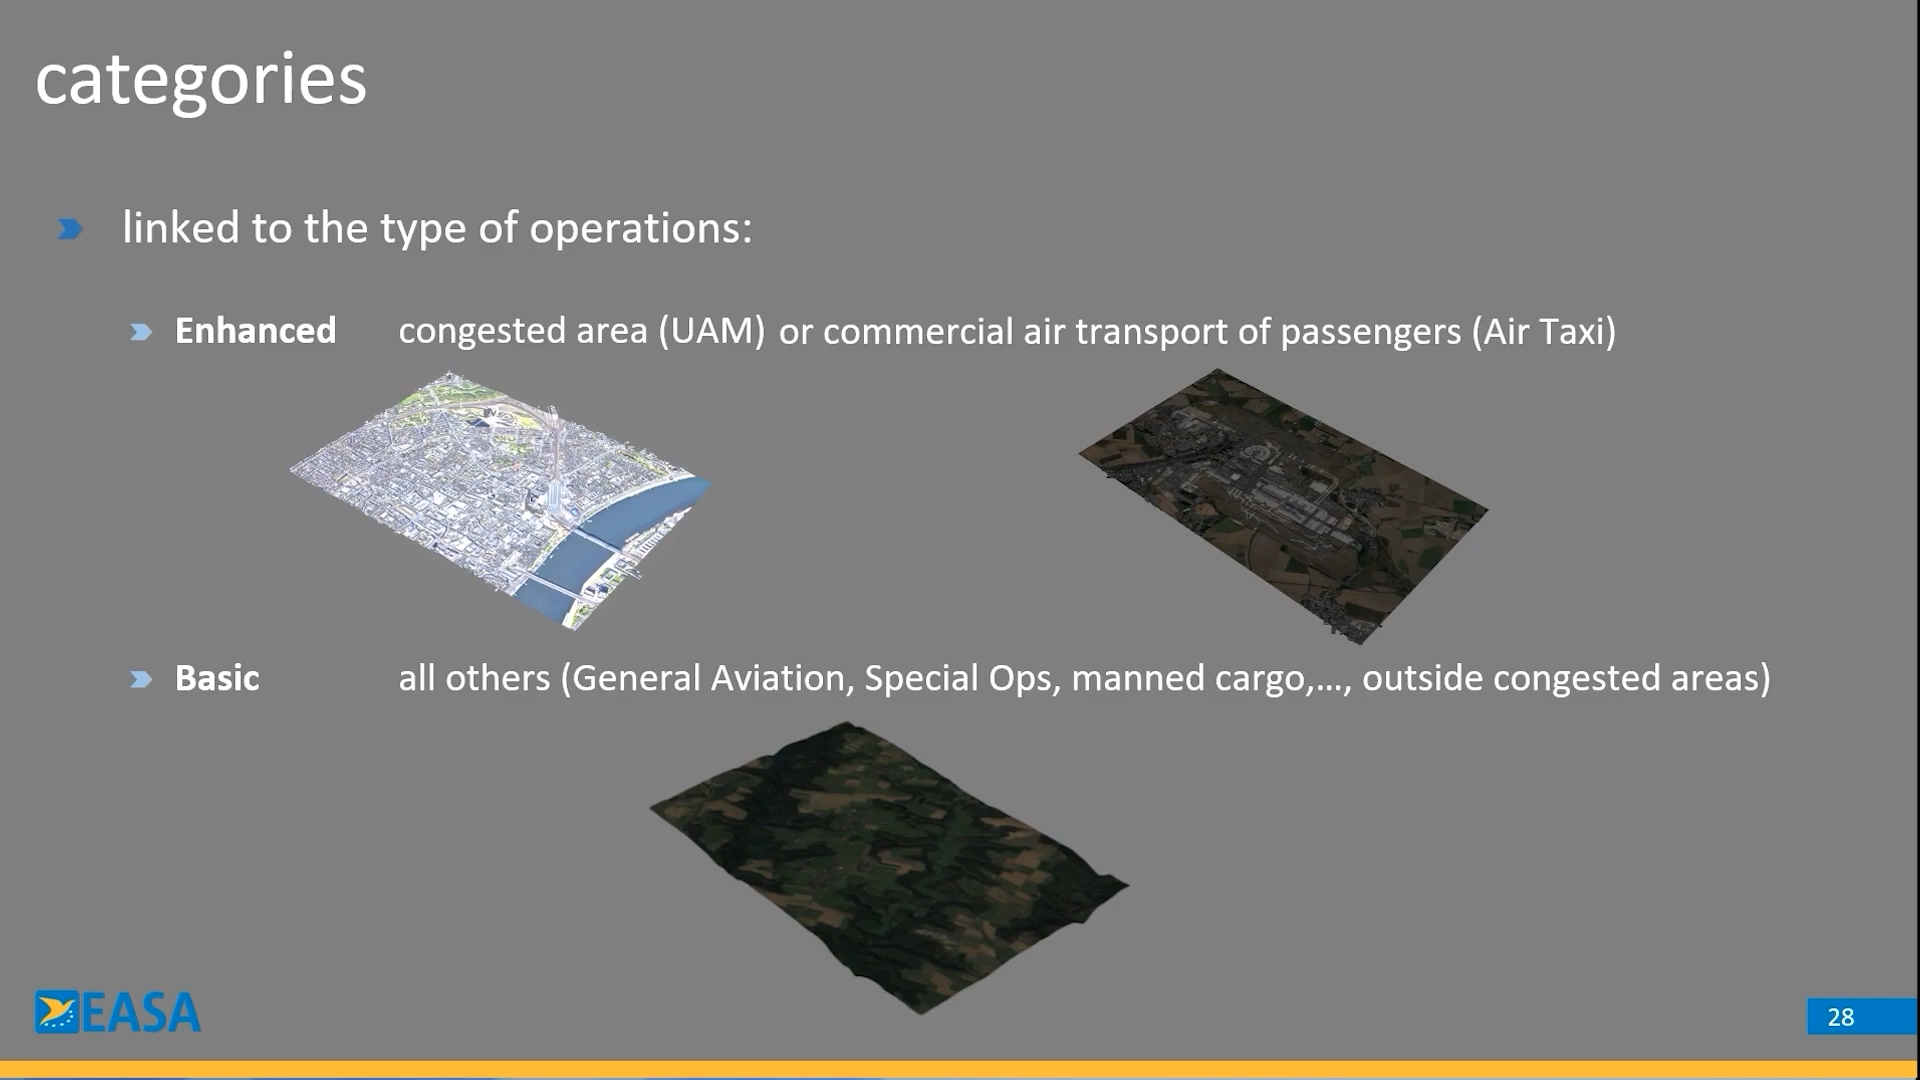 categories
linked to the type of operations:
Enhanced congested area (UAM) or commercial air transport of passengers (Air Taxi)
Basic all others (General Aviation, Special Ops, manned cargo,…, outside congested areas)
EASA
28